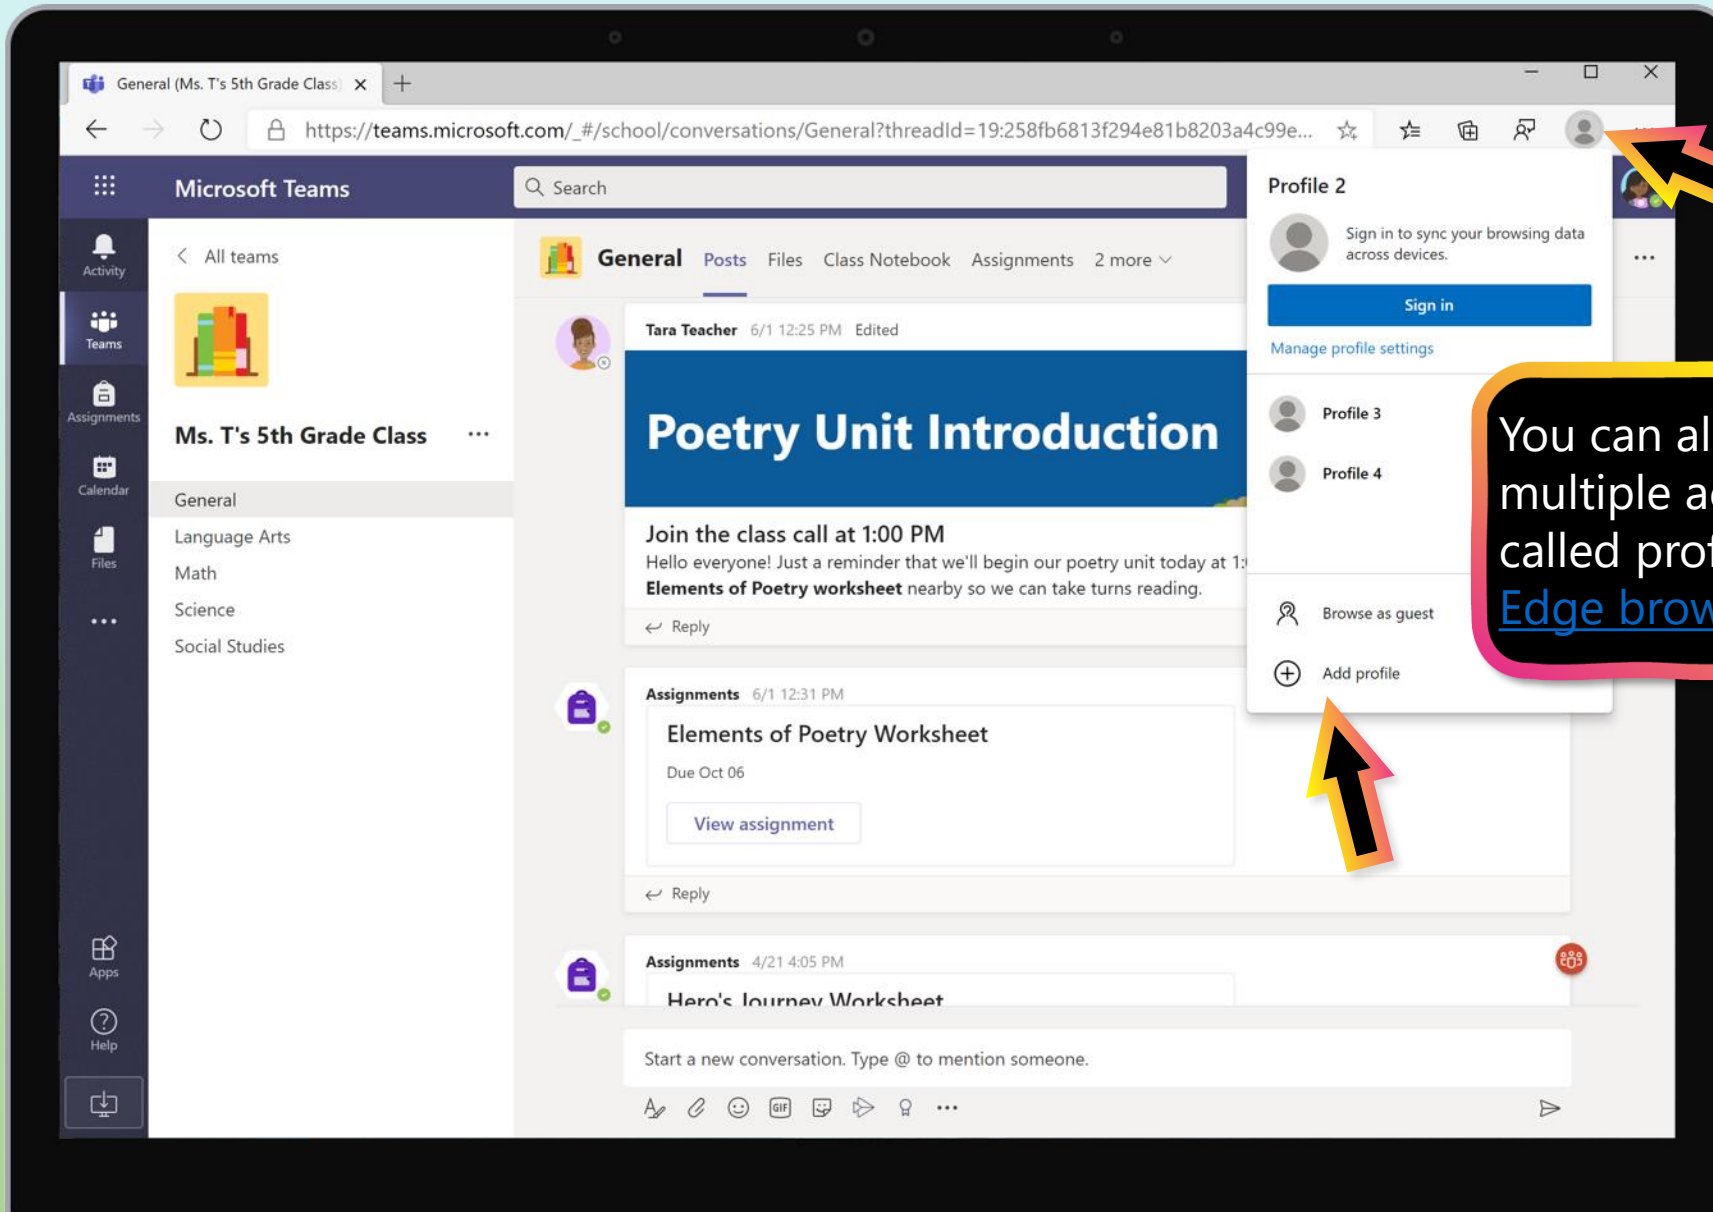 General (Ms. T's 5th Grade Class)
https://teams.microsoft.com/_#/school/conversations/General?threadId=19:258fb6813f294e81b8203a4c99e...
Microsoft Teams
Search
Activity
Teams
Assignments
Calendar
Files
Apps
Help
All teams
Ms. T's 5th Grade Class
General
Language Arts
Math
Science
Social Studies
General Posts Files Class Notebook Assignments 2 more
Tara Teacher 6/1 12:25 PM Edited
Poetry Unit Introduction
Join the class call at 1:00 PM
Hello everyone! Just a reminder that we'll begin our poetry unit today at
Elements of Poetry worksheet nearby so we can take turns reading.
Reply
Assignments 6/1 12:31 PM
Elements of Poetry Worksheet
Due Oct 06
View assignment
Reply
Assignments 4/21 4:05 PM
Hero's Journey Worksheet
Start a new conversation. Type @ to mention someone.
GIF
Profile 2
Sign in to sync your browsing data
across devices.
Sign in
Manage profile settings
Profile 3
Profile 4
Browse as guest
Add profile
You can
multiple
called
Edge